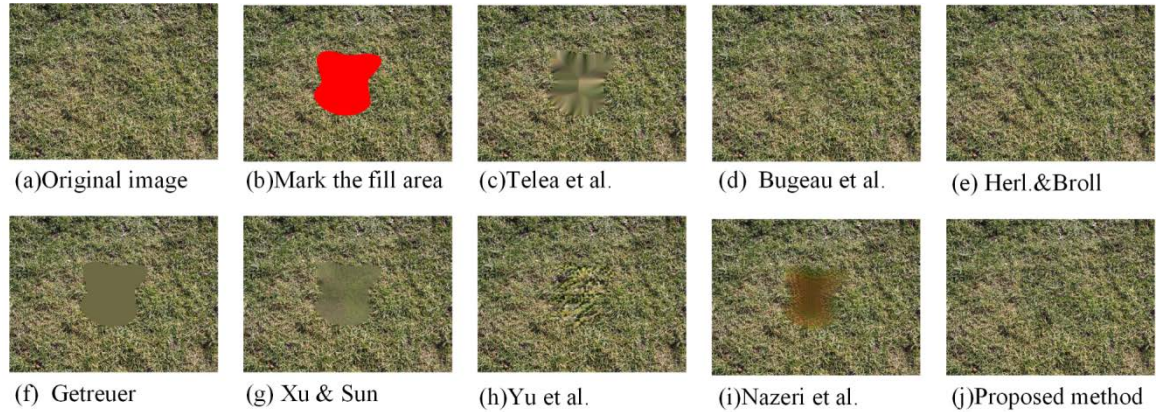 (a)Original image
(b)Mark the fill area
(c)Telea et al.
(d) Bugeau et al.
(e) Herl.&Broll
(f) Getreuer
(g) Xu & Sun
(h)Yu et al.
(i)Nazeri et al.
(j)Proposed method